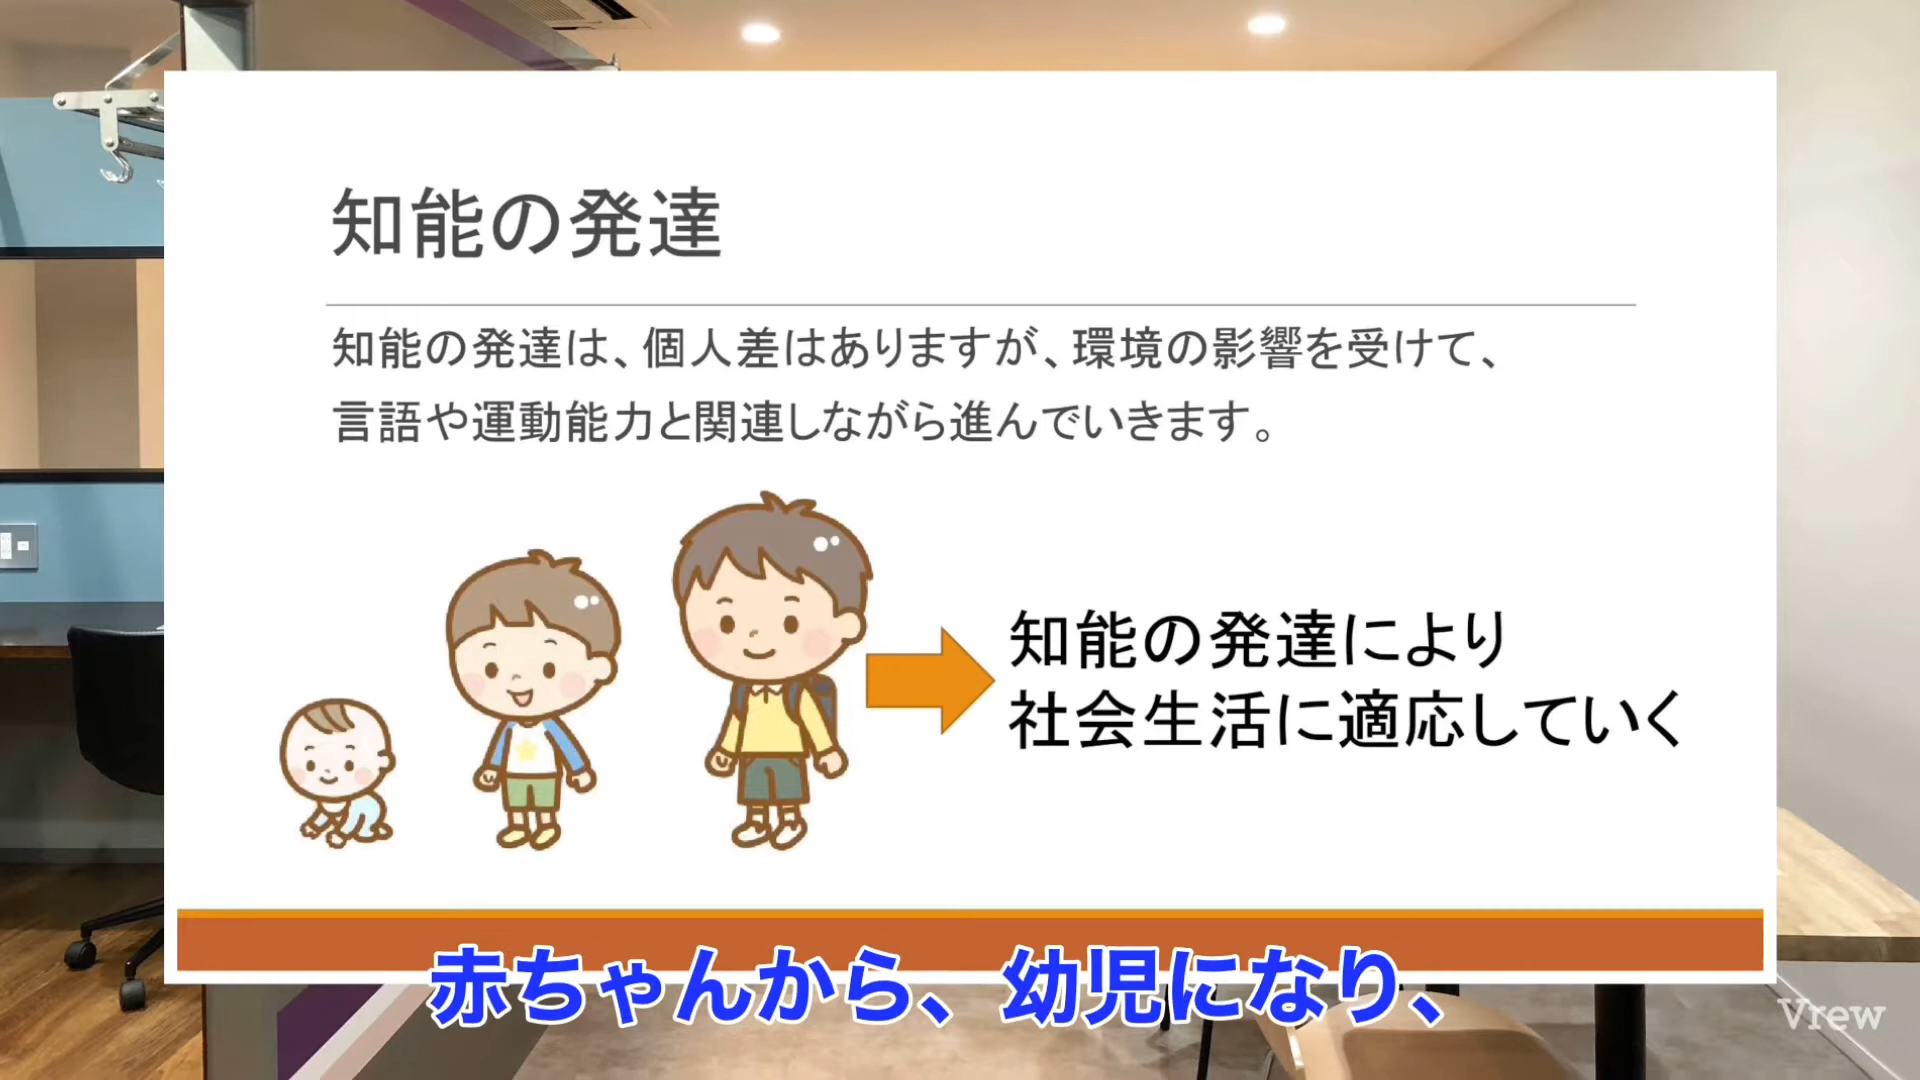 知能の発達
知能の発達は、個人差はありますが、環境の影響を受けて、
言語や運動能力と関連しながら進んでいきます。
知能の発達により
社会生活に適応していく
赤ちゃんから、幼児になり、
Vrew